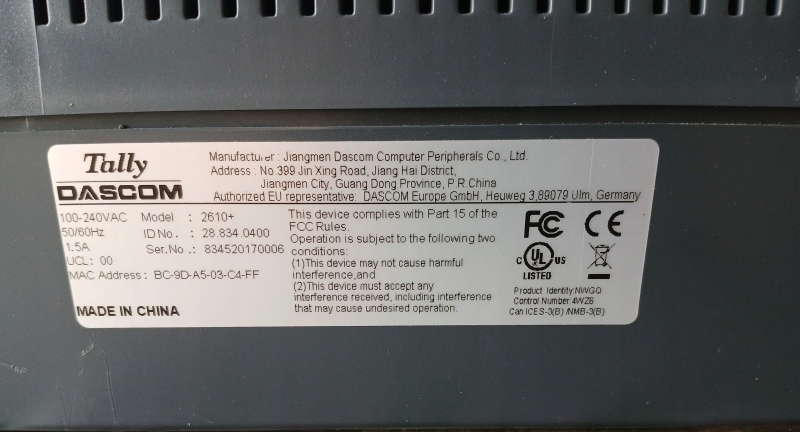 Tally
DASCOM
Manufacturer : Jiangmen Dascom Computer Peripherals Co., Ltd.
Address : No.399 Jin Xing Road, Jiang Hai District,
Jiangmen City, Guang Dong Province, P.R.China
Authorized EU representative: DASCOM Europe GmbH, Heuweg 3,89079 Ulm, Germany
100-240VAC Model : 2610+
50/60Hz ID No. : 28.834.0400
1.5A Ser.No. : 834520170006
UCL: 00
MAC Address : BC-9D-A5-03-C4-FF
MADE IN CHINA
This device complies with Part 15 of the
FCC Rules.
Operation is subject to the following two
conditions:
(1)This device may not cause harmful
interference,and
(2)This device must accept any
interference received, including interference
that may cause undesired operation.
FC CE
C UL US
LISTED
Product Identity:NWGQ
Control Number:4WZ6
Can ICES-3(B) /NMB-3(B)